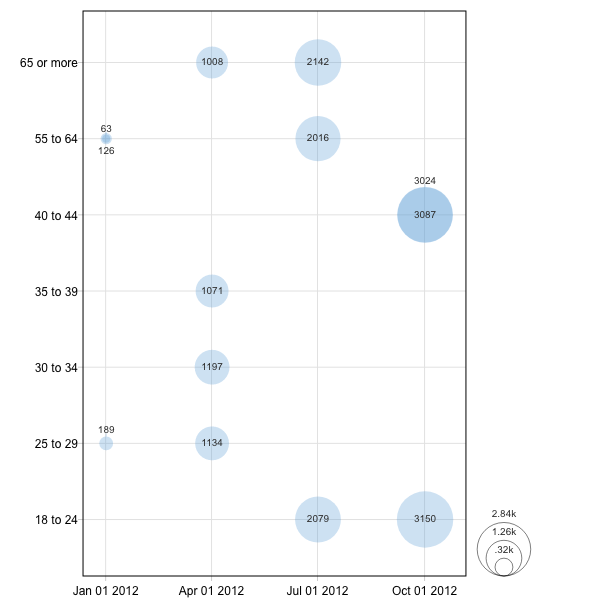 65 or more
1008
2142
63
55 to 64
2016
126
3024
40 to 44
3087
35 to 39
1071
30 to 34
1197
189
25 to 29
1134
18 to 24
2079
3150
2.84k
1.26k
.32k
Jan 01 2012
Apr 01 2012
Jul 01 2012
Oct 01 2012